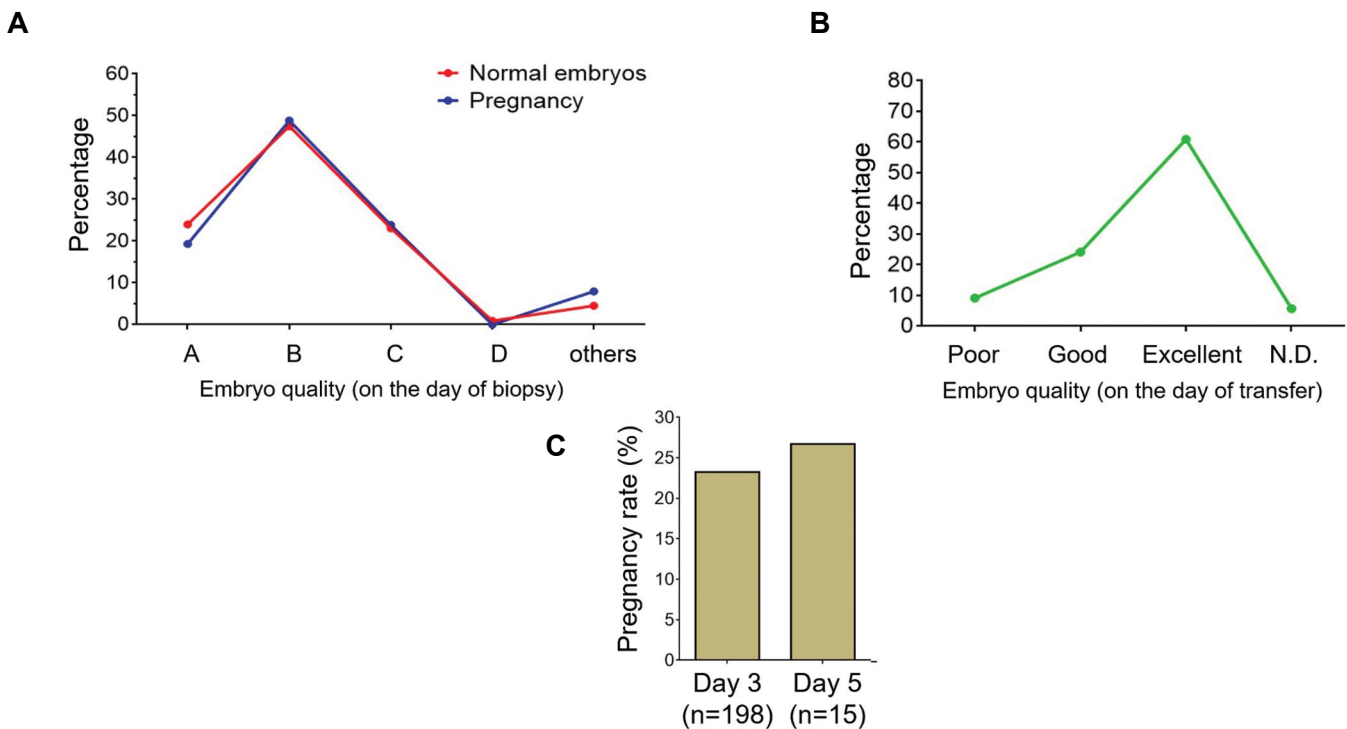 A
B
60
50
40
30
20
10
0
Percentage
Normal embryos
Pregnancy
A B C D others
Embryo quality (on the day of biopsy)
80
70
60
50
40
30
20
10
0
Percentage
Poor Good Excellent N.D.
Embryo quality (on the day of transfer)
C
30
25
20
15
10
5
0
Pregnancy rate (%)
Day 3 Day 5
(n=198) (n=15)